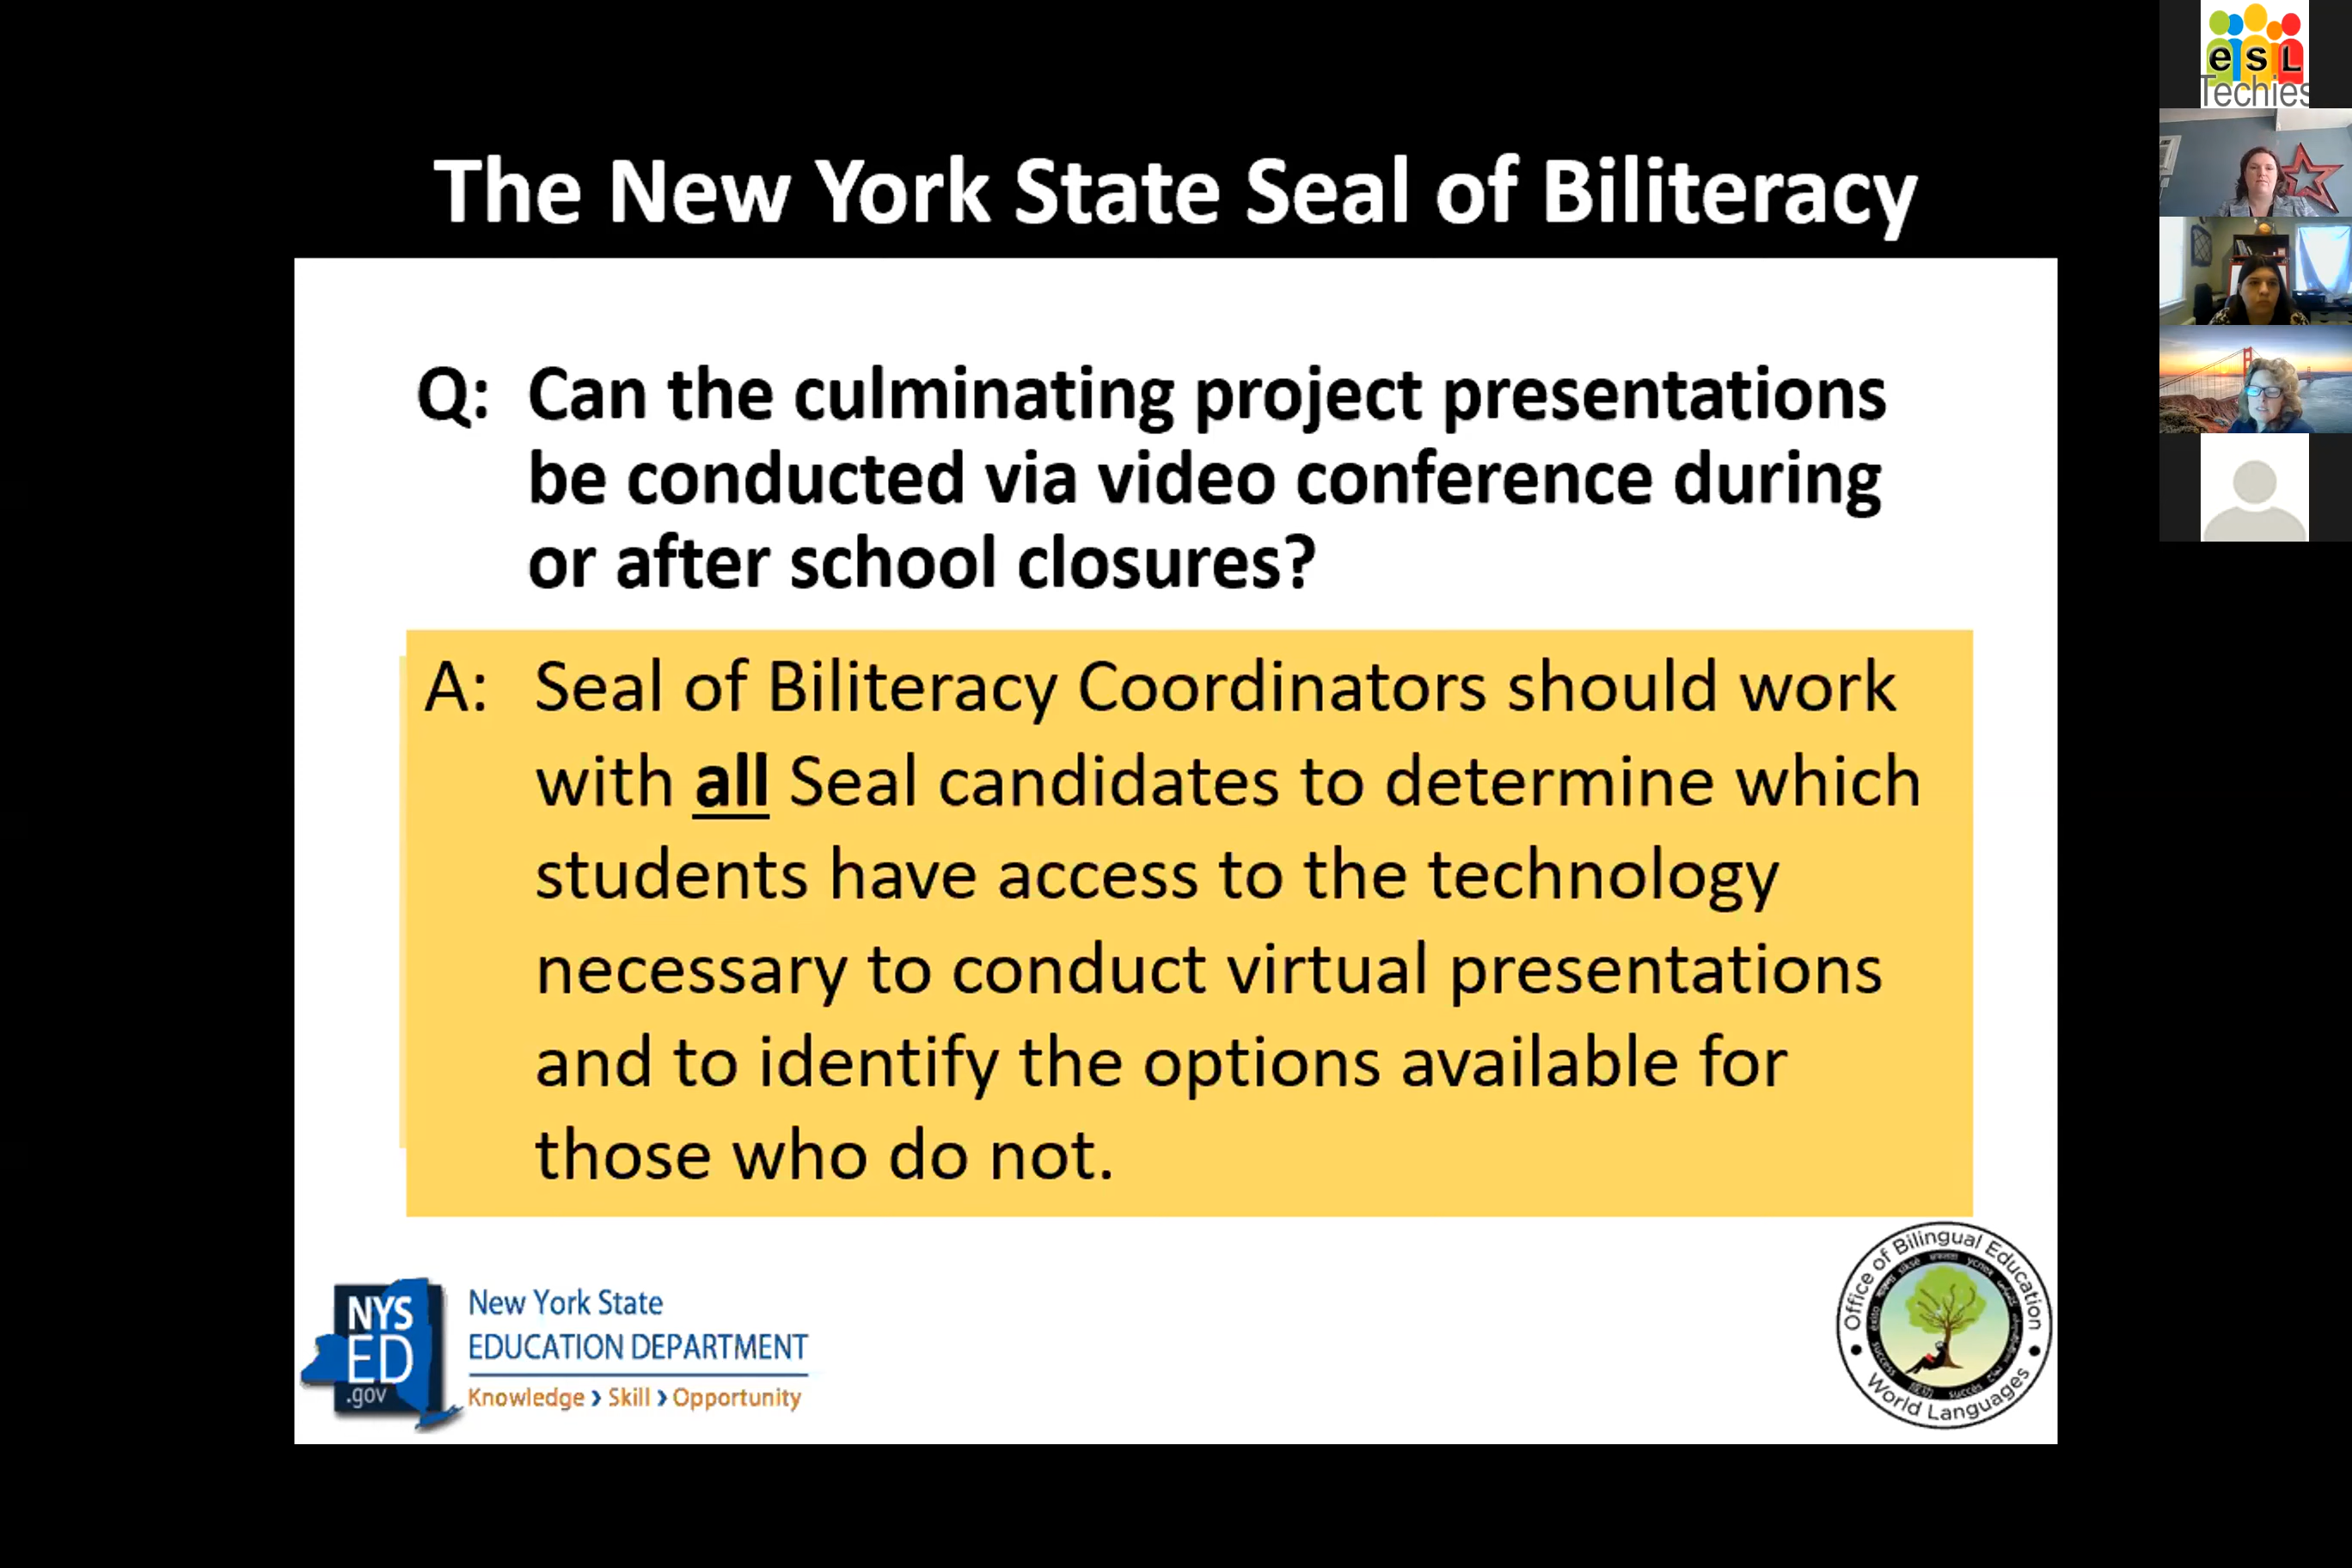 The New York State Seal of Biliteracy
Q: Can the culminating project presentations
be conducted via video conference during
or after school closures?
A: Seal of Biliteracy Coordinators should work
with all Seal candidates to determine which
students have access to the technology
necessary to conduct virtual presentations
and to identify the options available for
those who do not.
NYS
ED
.gov
New York State
EDUCATION DEPARTMENT
Knowledge › Skill › Opportunity
Office of Bilingual Education
World Languages
success
succès
esL
Techies